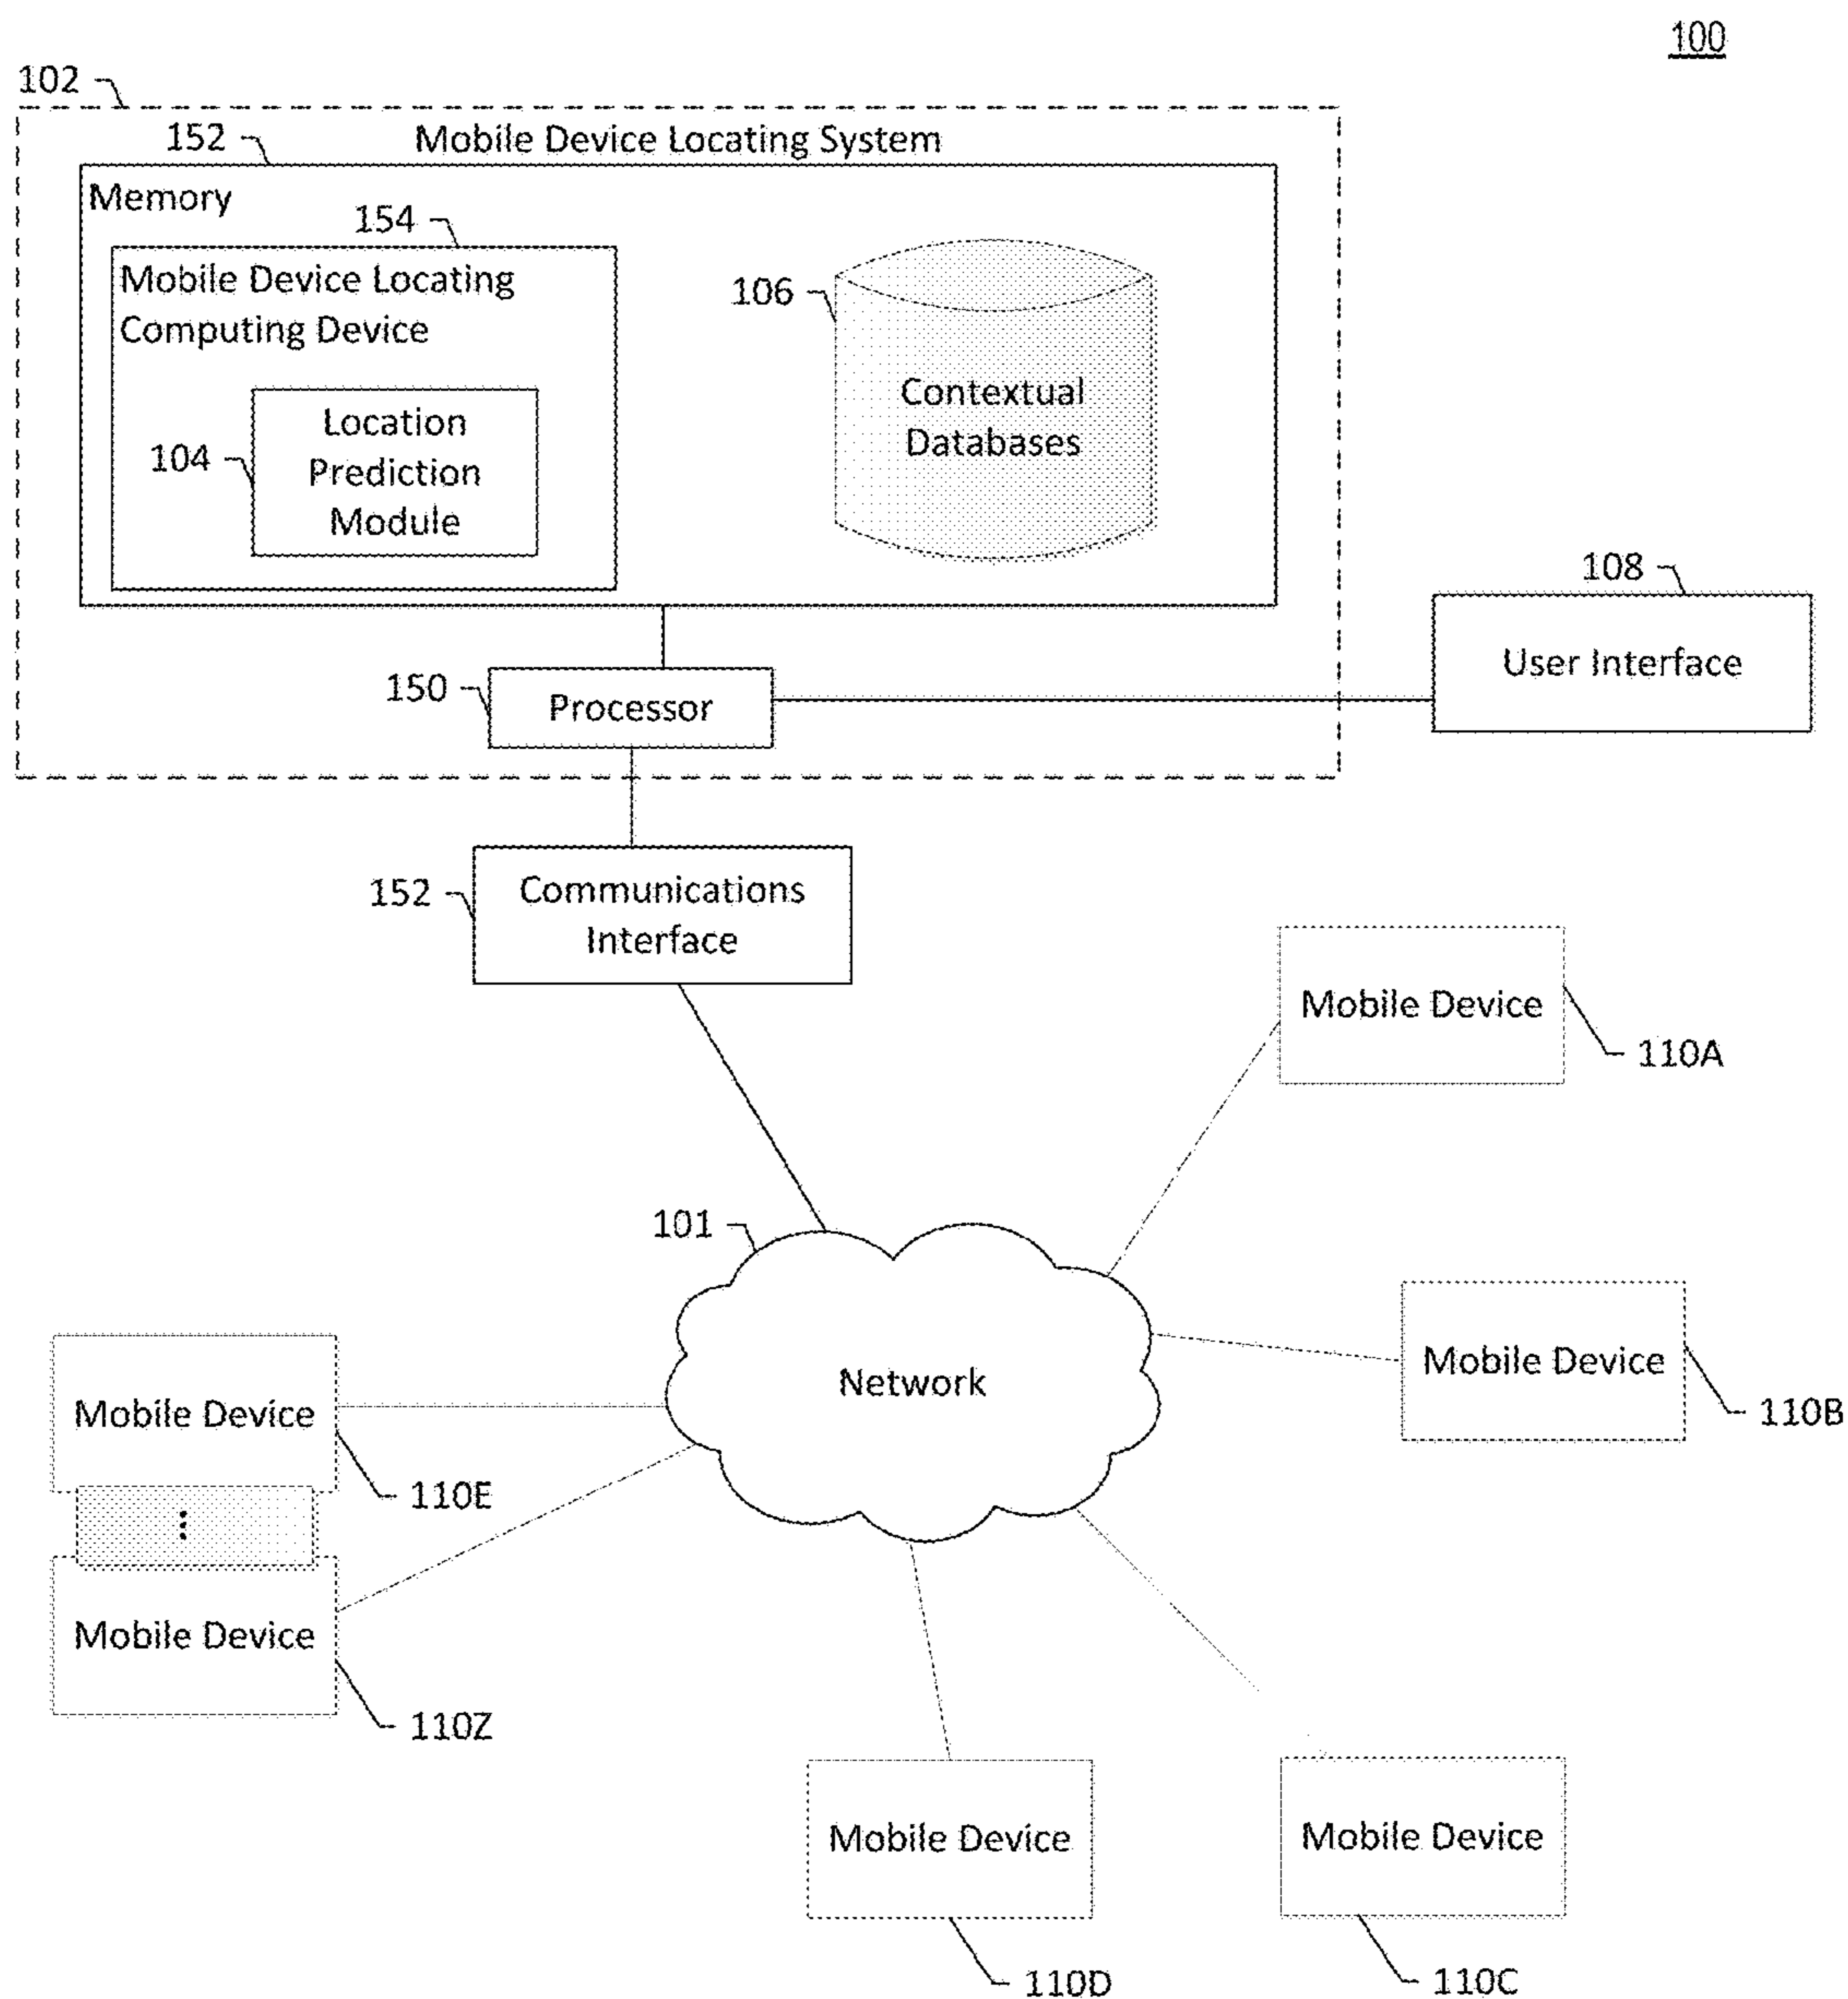 100
102
152
Mobile Device Locating System
Memory
154
Mobile Device Locating
Computing Device
106
Contextual
Databases
104
Location
Prediction
Module
108
User Interface
150
Processor
152
Communications
Interface
Mobile Device
110A
101
Network
Mobile Device
110B
Mobile Device
110E
...
Mobile Device
110Z
Mobile Device
110D
Mobile Device
110C